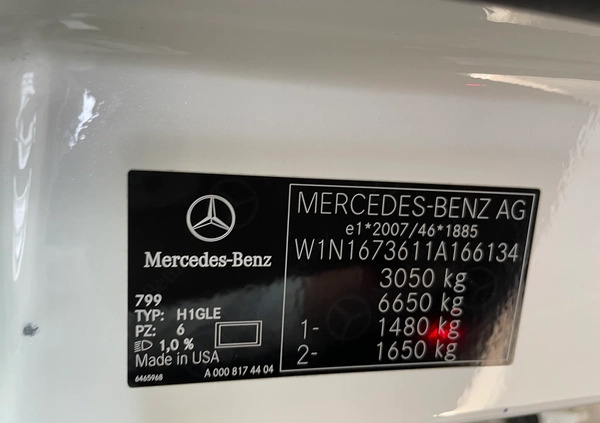 Mercedes-Benz
799
TYP: H1GLE
PZ: 6
1,0 %
Made in USA
6465968
A 000 817 44 04
MERCEDES-BENZ AG
e1*2007/46*1885
W1N1673611A166134
3050 kg
6650 kg
1- 1480 kg
2- 1650 kg